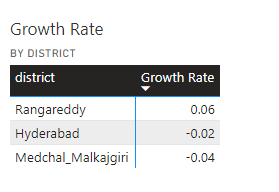 Growth Rate
BY DISTRICT
district Growth Rate
Rangareddy 0.06
Hyderabad -0.02
Medchal_Malkajgiri -0.04